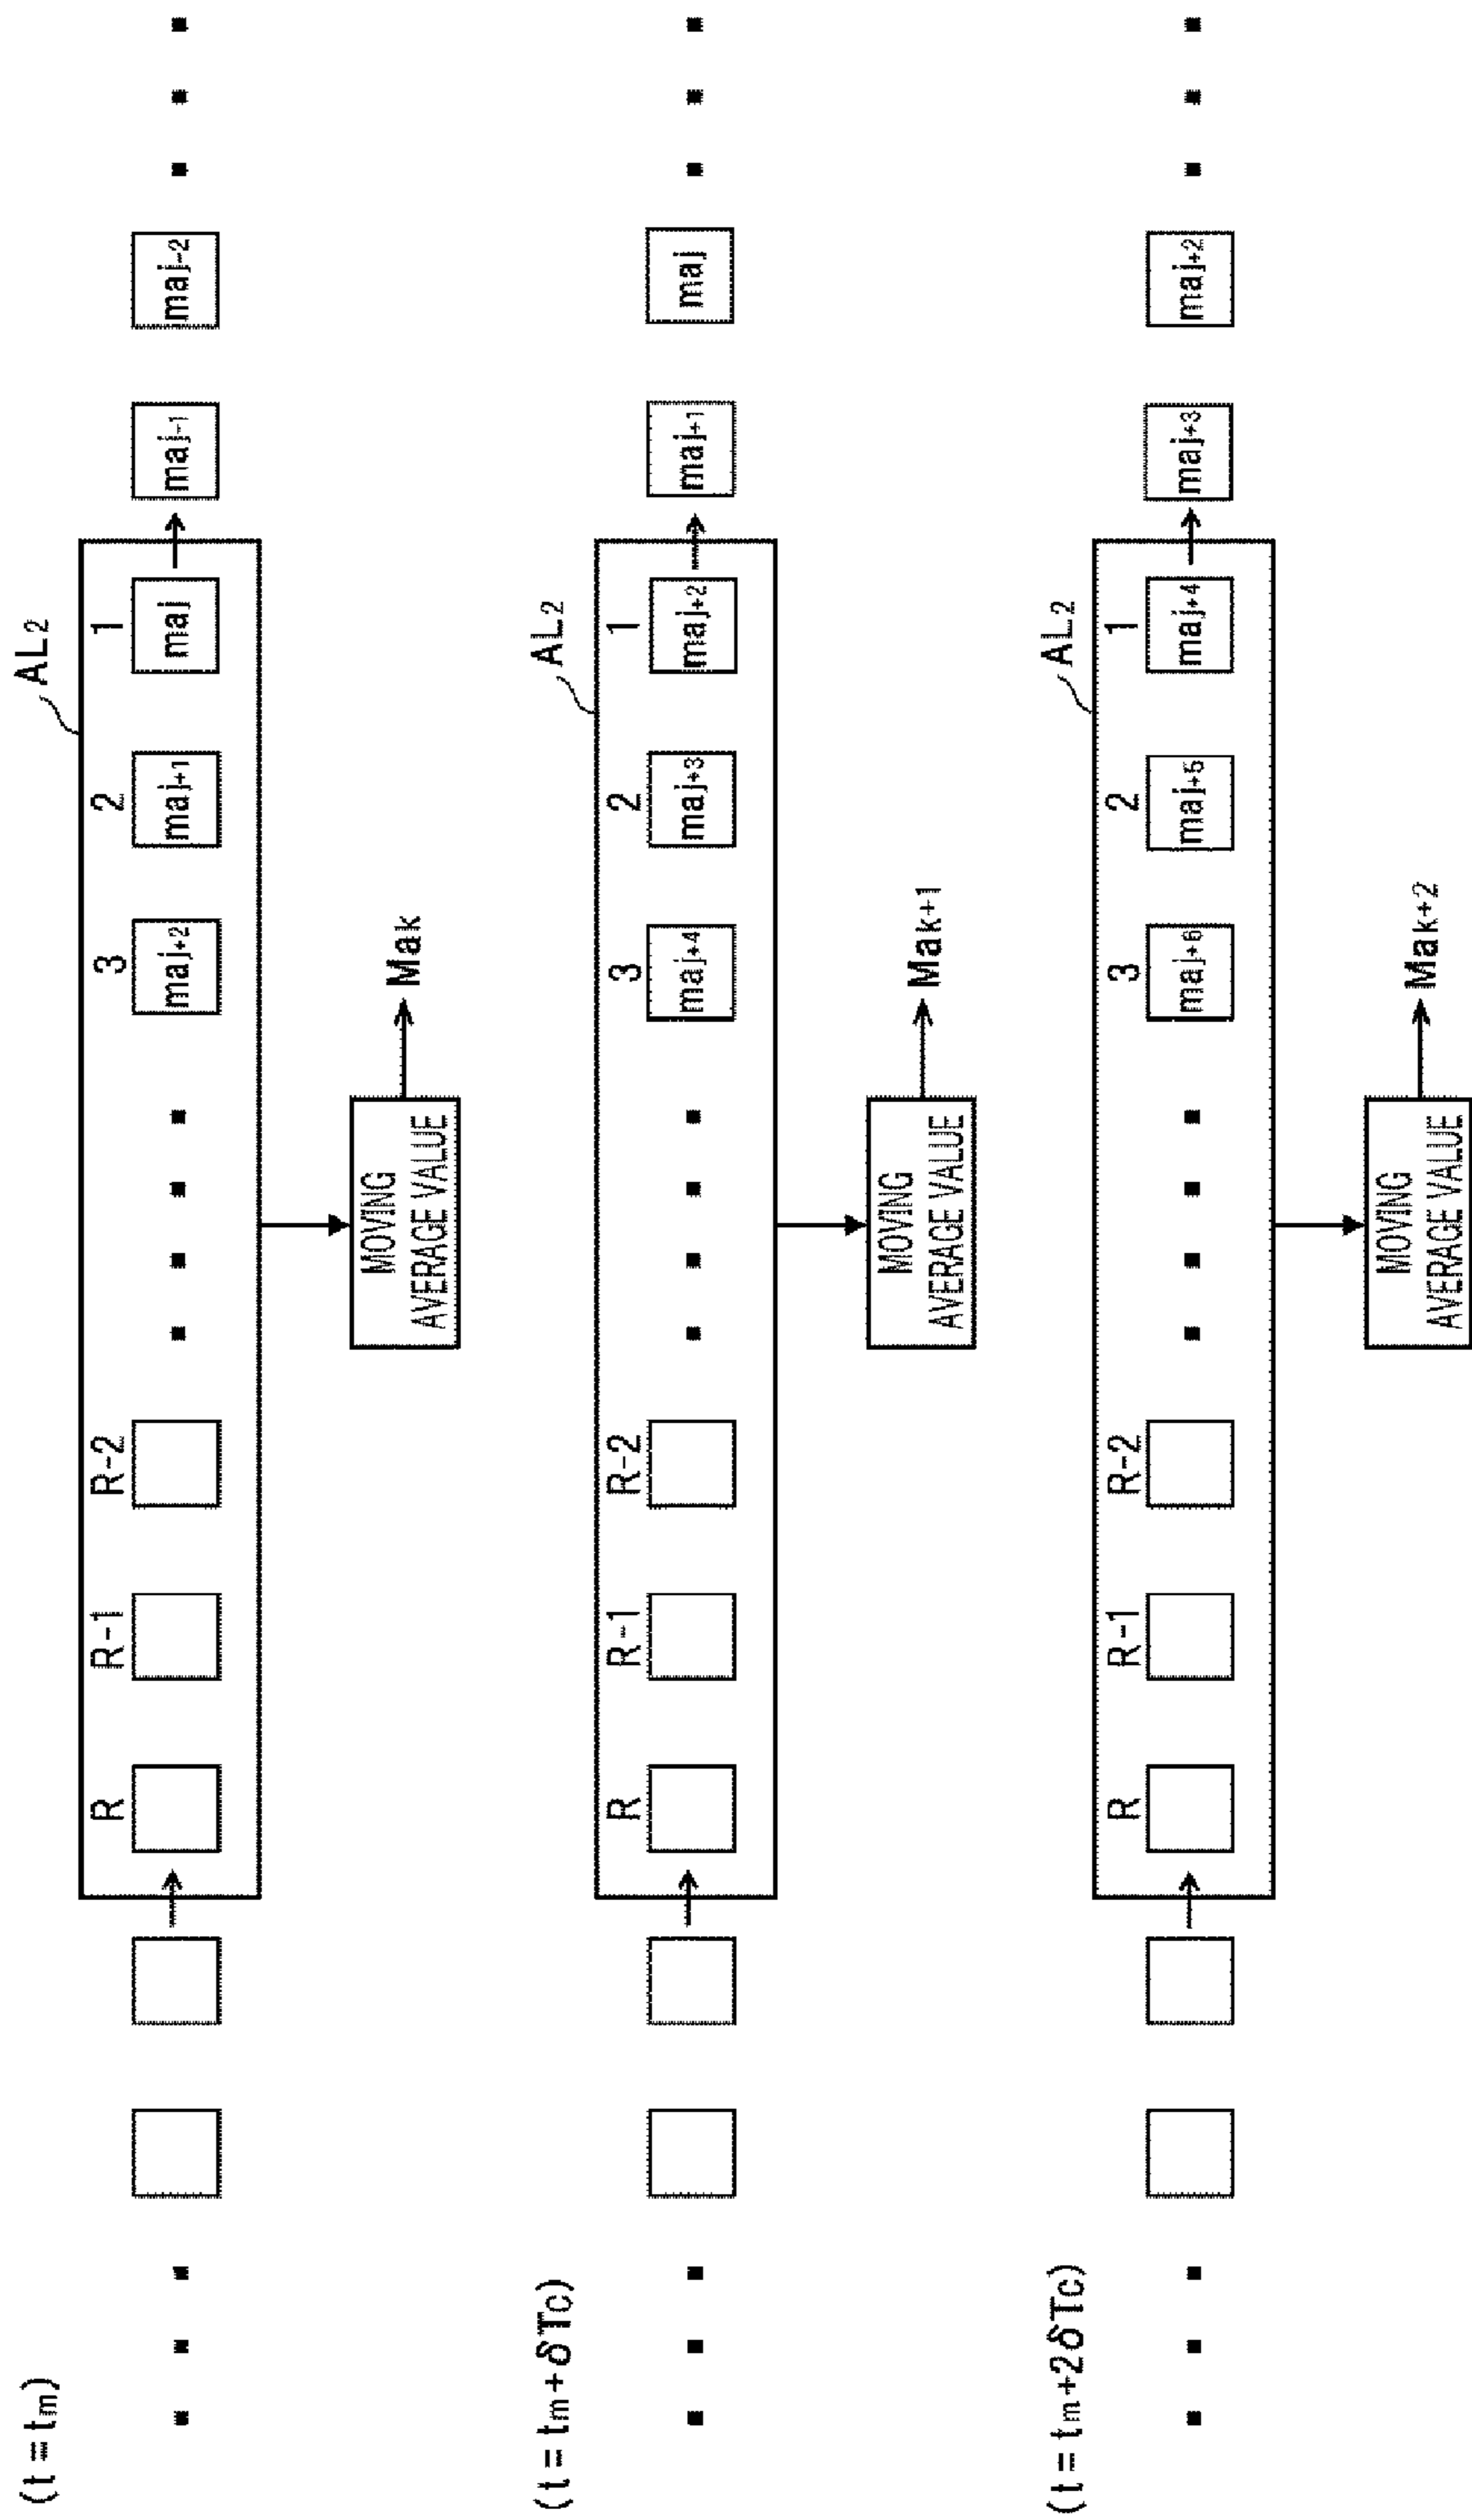 (t=tm)
AL2
R R-1 R-2 3 2 1
maj+2 maj+1 maj maj-1 maj-2
MOVING
AVERAGE VALUE
Mak
(t=tm+δTc)
AL2
R R-1 R-2 3 2 1
maj+4 maj+3 maj+2 maj+1 maj
MOVING
AVERAGE VALUE
Mak+1
(t=tm+2δTc)
AL2
R R-1 R-2 3 2 1
maj+6 maj+5 maj+4 maj+3 maj+2
MOVING
AVERAGE VALUE
Mak+2